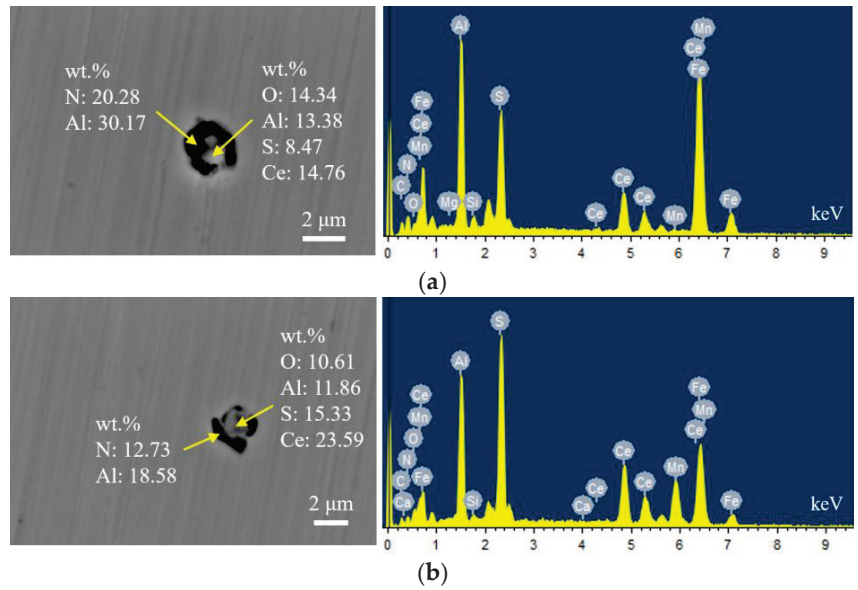 wt.%
N: 20.28
Al: 30.17
wt.%
O: 14.34
Al: 13.38
S: 8.47
Ce: 14.76
2 μm
Al
Mn
Ce
Fe
S
Fe
Ce
Mn
N
C
O
Mg
Si
Ce
Ce
Ce
Mn
Fe
keV
0 1 2 3 4 5 6 7 8 9
(a)
wt.%
O: 10.61
Al: 11.86
S: 15.33
Ce: 23.59
wt.%
N: 12.73
Al: 18.58
2 μm
S
Al
Fe
Mn
Ce
Ce
Mn
O
N
C
Fe
Ca
Si
Ce
Ca
Ce
Ce
Mn
Fe
keV
0 1 2 3 4 5 6 7 8 9
(b)